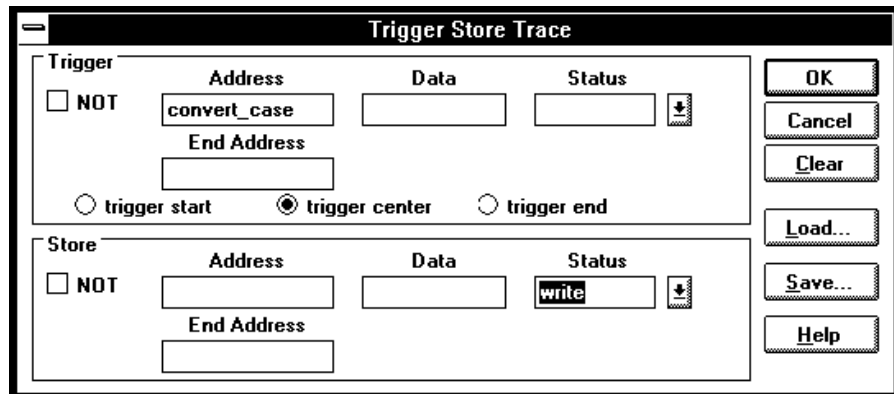 Trigger Store Trace
Trigger
Address Data Status
NOT convert_case
End Address
trigger start trigger center trigger end
Store
Address Data Status
NOT write
End Address
OK
Cancel
Clear
Load...
Save...
Help